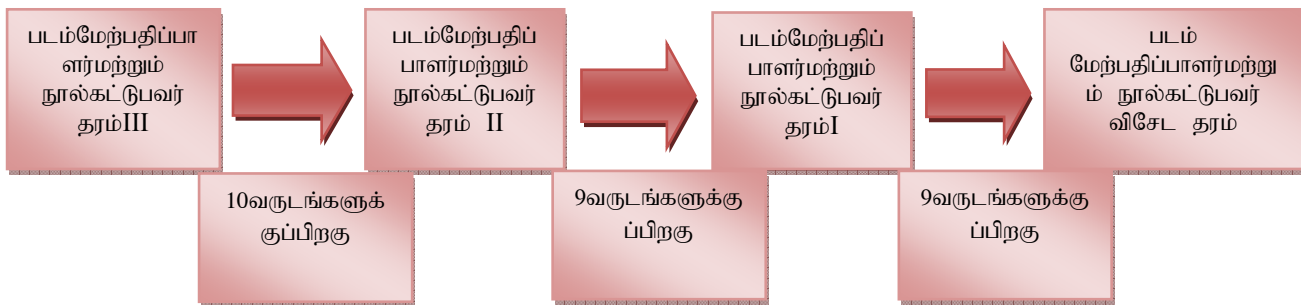 படம்மேற்பதிப்பா
ளர்மற்றும்
நூல்கட்டுபவர்
தரம்III
படம்மேற்பதிப்
பாளர்மற்றும்
நூல்கட்டுபவர்
தரம் II
படம்மேற்பதிப்
பாளர்மற்றும்
நூல்கட்டுபவர்
தரம்I
படம்
மேற்பதிப்பாளர்மற்று
ம் நூல்கட்டுபவர்
விசேட தரம்
10வருடங்களுக்
குப்பிறகு
9வருடங்களுக்கு
ப்பிறகு
9வருடங்களுக்கு
ப்பிறகு